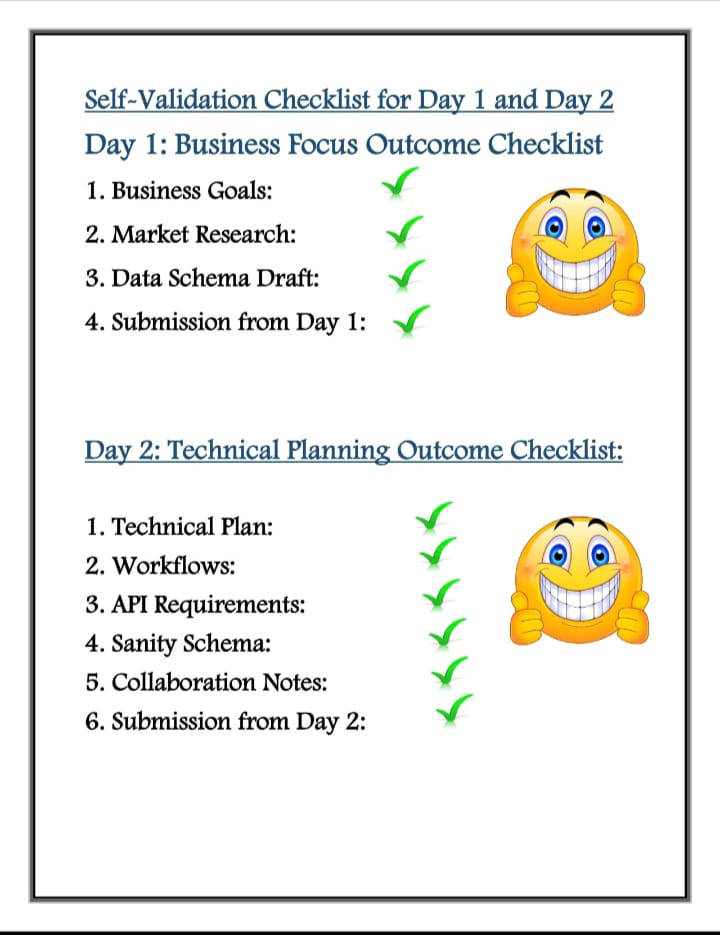 Self-Validation Checklist for Day 1 and Day 2
Day 1: Business Focus Outcome Checklist
1. Business Goals:
2. Market Research:
3. Data Schema Draft:
4. Submission from Day 1:
Day 2: Technical Planning Outcome Checklist:
1. Technical Plan:
2. Workflows:
3. API Requirements:
4. Sanity Schema:
5. Collaboration Notes:
6. Submission from Day 2: